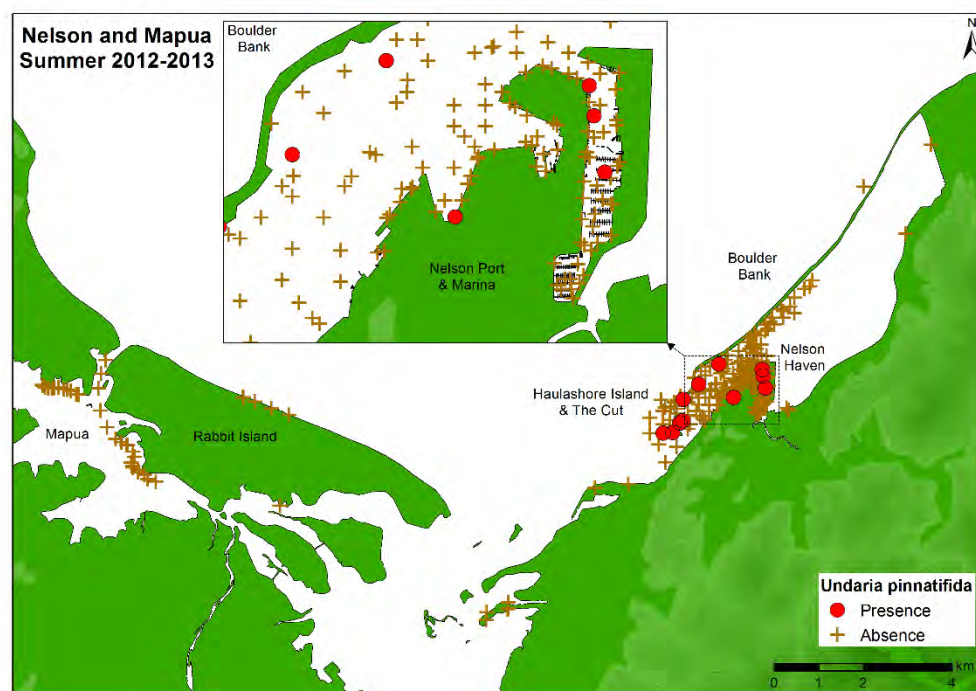 Nelson and Mapua
Summer 2012-2013
Boulder
Bank
Nelson Port
& Marina
N
Boulder
Bank
Nelson
Haven
Haulashore Island
& The Cut
Mapua
Rabbit Island
Undaria pinnatifida
Presence
Absence
km
0 1 2 4